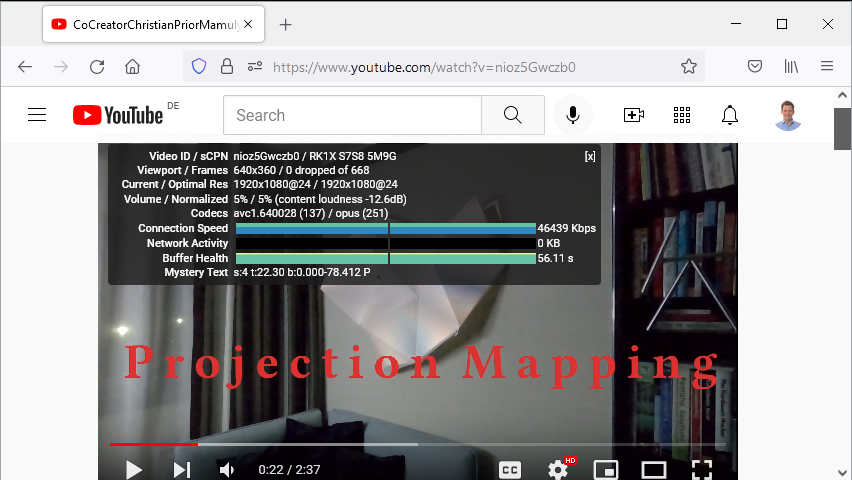 CoCreatorChristianPriorMamuly
https://www.youtube.com/watch?v=nioz5Gwczb0
YouTube DE
Search
Video ID / sCPN nioz5Gwczb0 / RK1X S7S8 5M9G [x]
Viewport / Frames 640x360 / 0 dropped of 668
Current / Optimal Res 1920x1080@24 / 1920x1080@24
Volume / Normalized 5% / 5% (content loudness -12.6dB)
Codecs avc1.640028 (137) / opus (251)
Connection Speed 46439 Kbps
Network Activity 0 KB
Buffer Health 56.11 s
Mystery Text s:4 t:22.30 b:0.000-78.412 P
Projection Mapping
0:22 / 2:37 CC HD